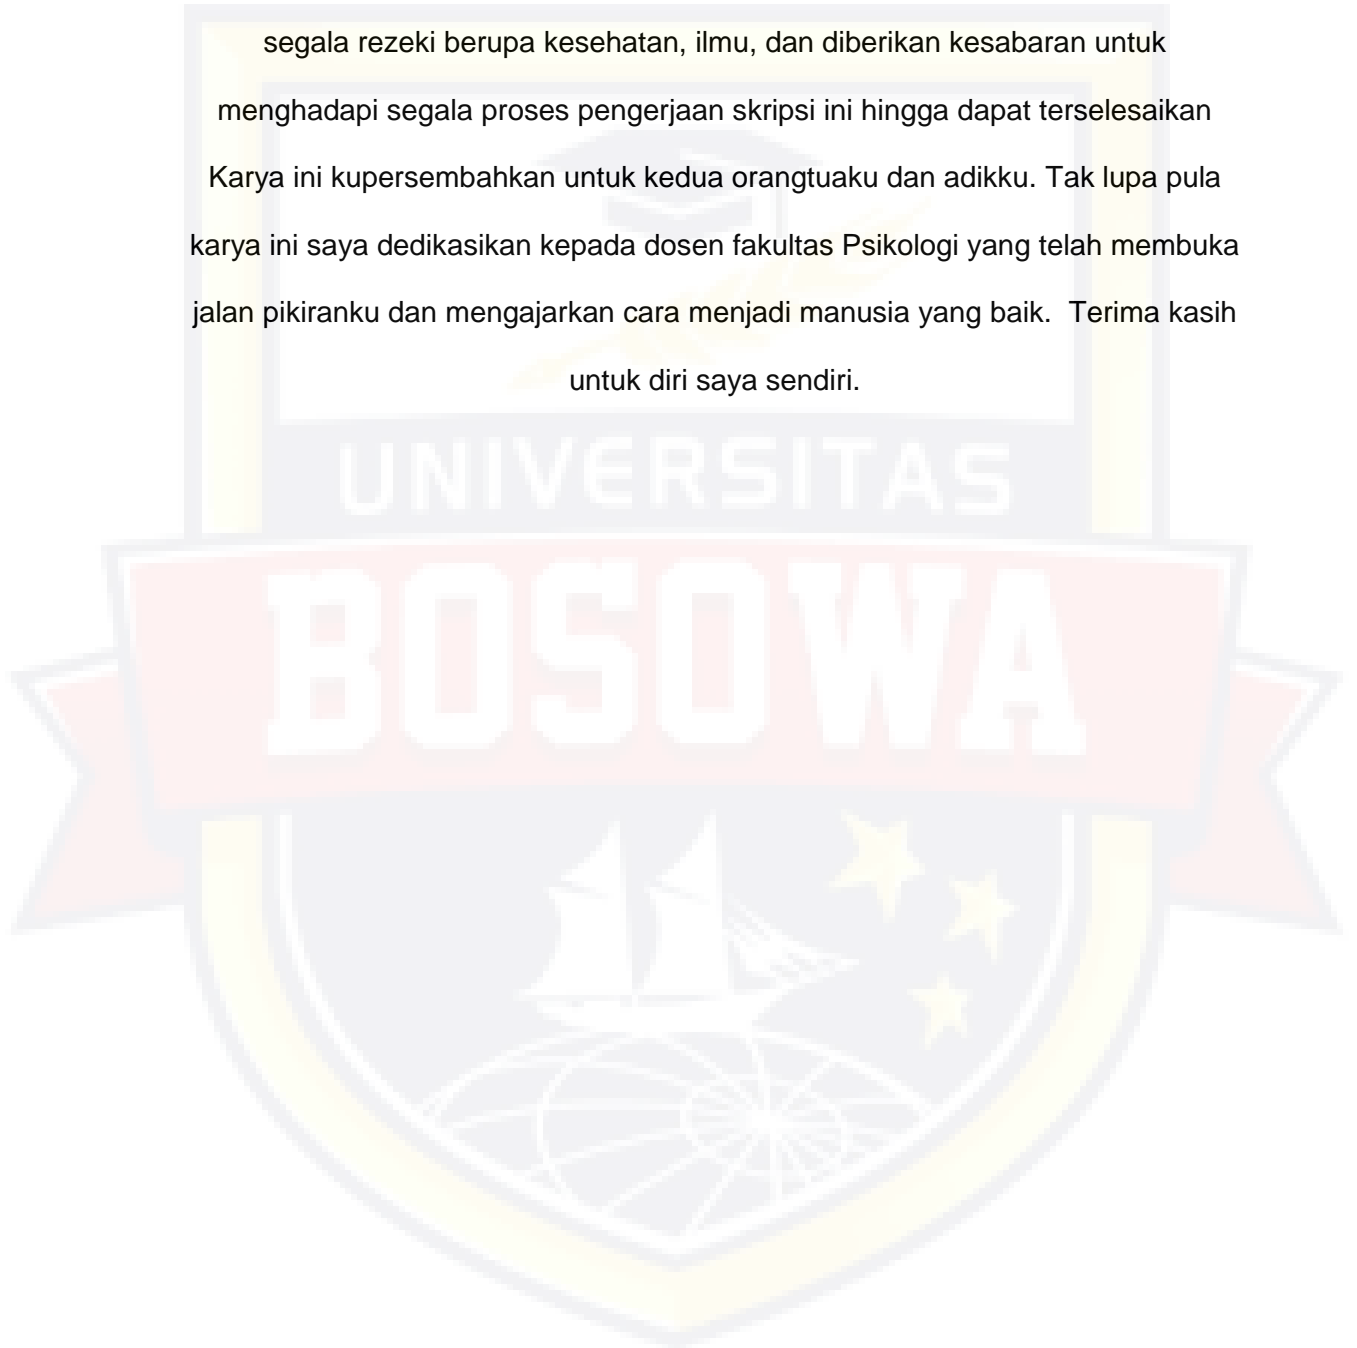 segala rezeki berupa kesehatan, ilmu, dan diberikan kesabaran untuk
menghadapi segala proses pengerjaan skripsi ini hingga dapat terselesaikan
Karya ini kupersembahkan untuk kedua orangtuaku dan adikku. Tak lupa pula
karya ini saya dedikasikan kepada dosen fakultas Psikologi yang telah membuka
jalan pikiranku dan mengajarkan cara menjadi manusia yang baik.  Terima kasih
untuk diri saya sendiri.
UNIVERSITAS
BOSOWA